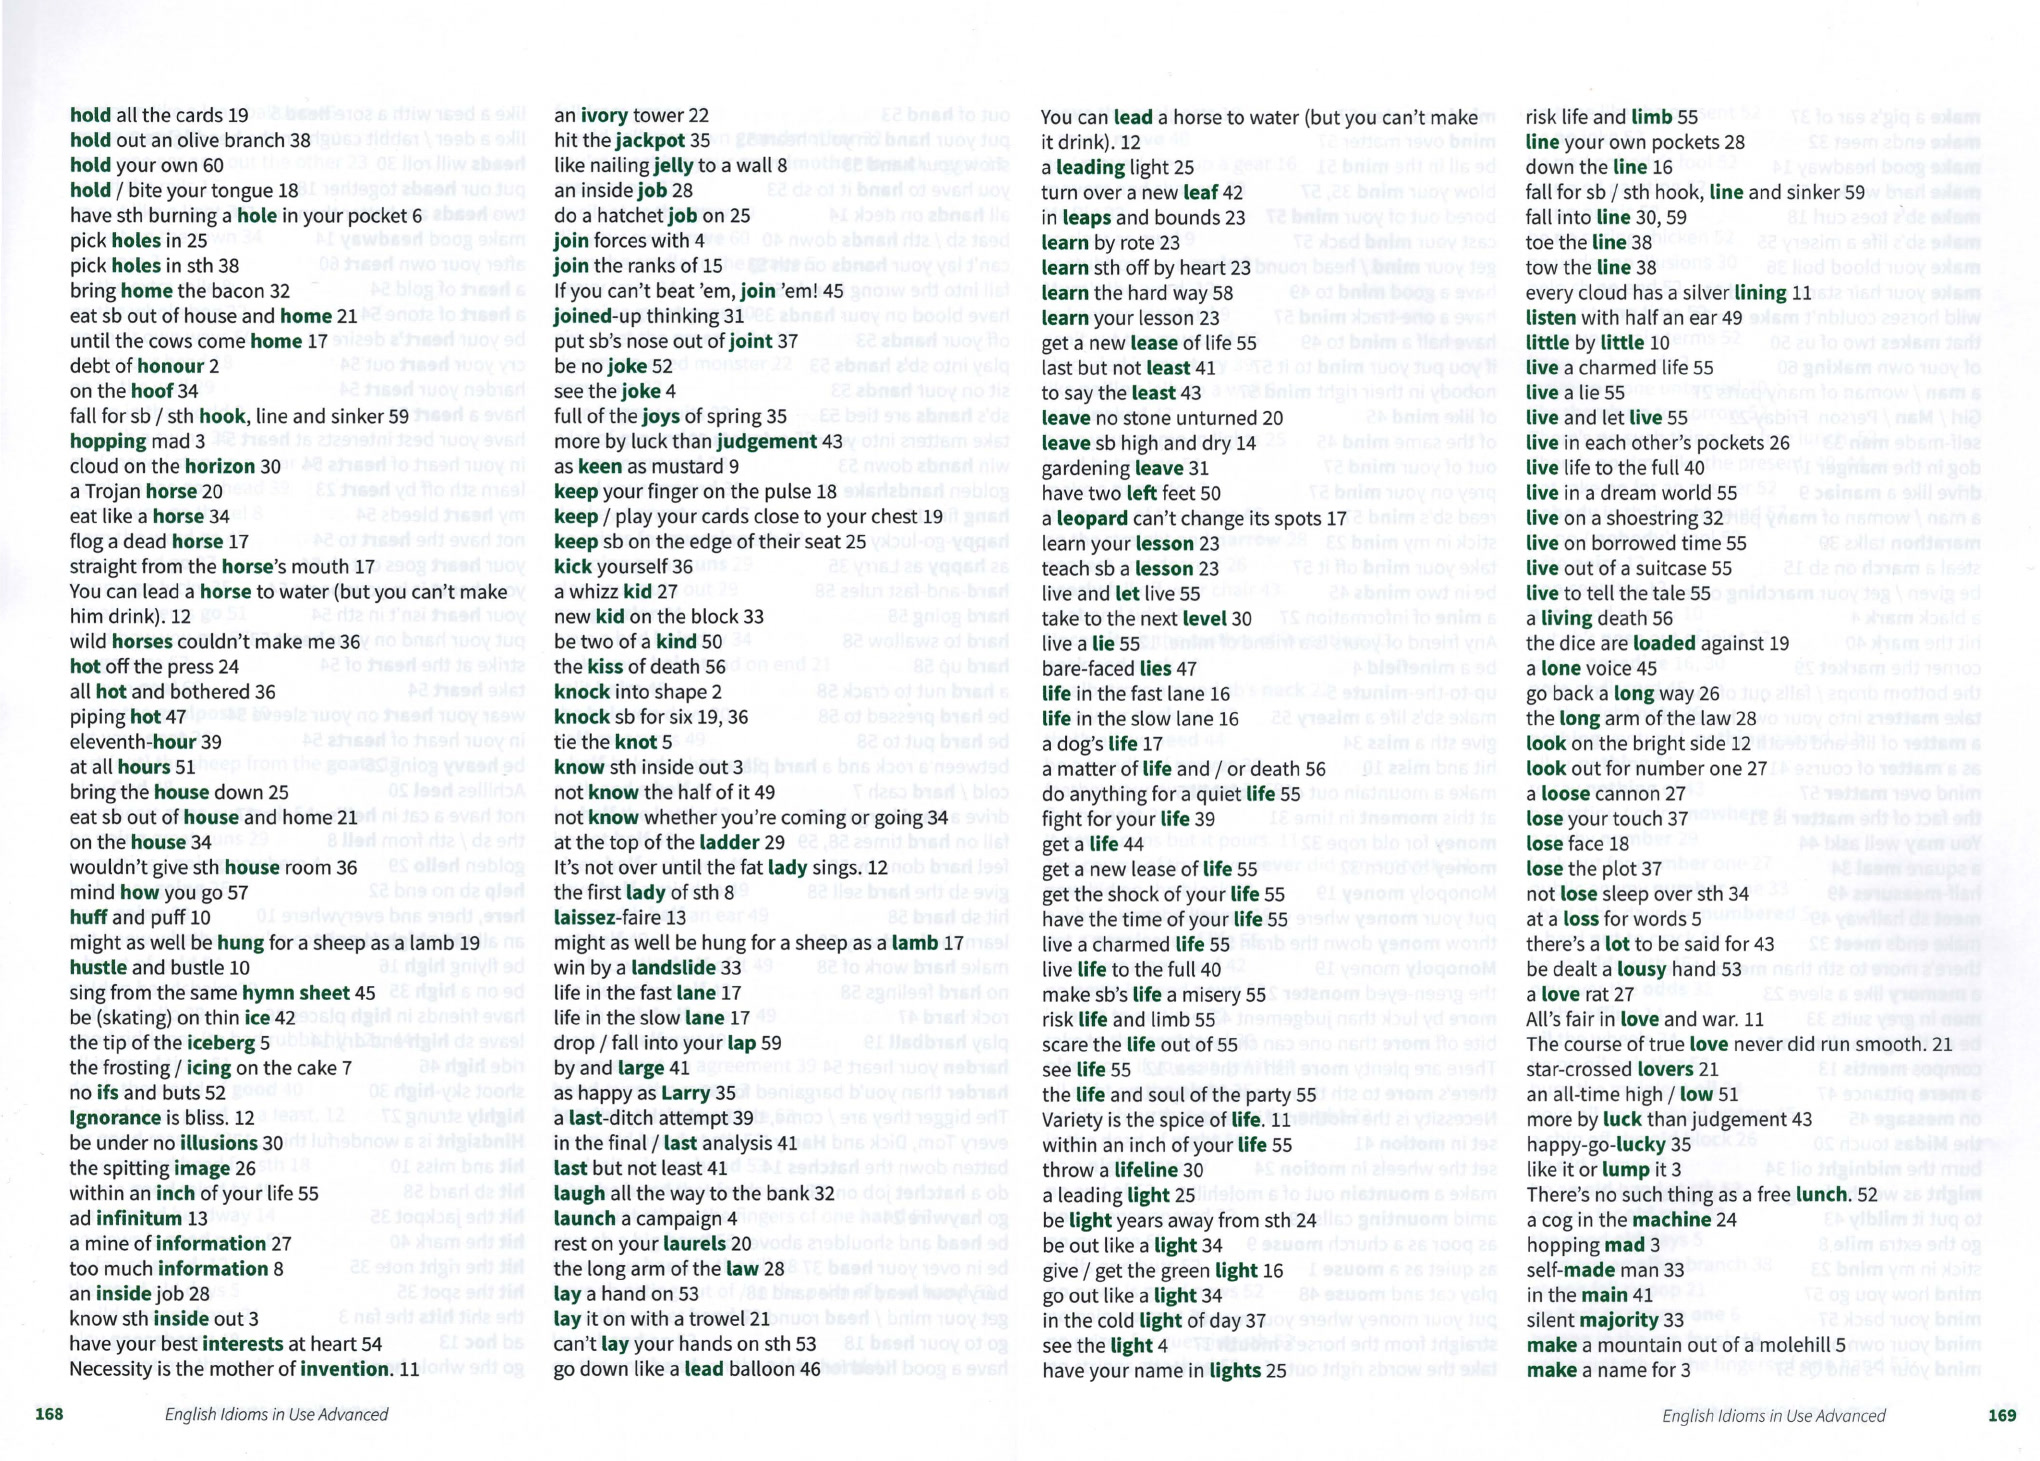 hold all the cards 19
hold out an olive branch 38
hold your own 60
hold / bite your tongue 18
have sth burning a hole in your pocket 6
pick holes in 25
pick holes in sth 38
bring home the bacon 32
eat sb out of house and home 21
until the cows come home 17
debt of honour 2
on the hoof 34
fall for sb / sth hook, line and sinker 59
hopping mad 3
cloud on the horizon 30
a Trojan horse 20
eat like a horse 34
flog a dead horse 17
straight from the horse's mouth 17
You can lead a horse to water (but you can't make
him drink). 12
wild horses couldn't make me 36
hot off the press 24
all hot and bothered 36
piping hot 47
eleventh-hour 39
at all hours 51
bring the house down 25
eat sb out of house and home 21
on the house 34
wouldn't give sth house room 36
mind how you go 57
huff and puff 10
might as well be hung for a sheep as a lamb 19
hustle and bustle 10
sing from the same hymn sheet 45
be (skating) on thin ice 42
the tip of the iceberg 5
the frosting / icing on the cake 7
no ifs and buts 52
Ignorance is bliss. 12
be under no illusions 30
the spitting image 26
within an inch of your life 55
ad infinitum 13
a mine of information 27
too much information 8
an inside job 28
know sth inside out 3
have your best interests at heart 54
Necessity is the mother of invention. 11
an ivory tower 22
hit the jackpot 35
like nailing jelly to a wall 8
an inside job 28
do a hatchet job on 25
join forces with 4
join the ranks of 15
If you can't beat 'em, join 'em! 45
joined-up thinking 31
put sb's nose out of joint 37
be no joke 52
see the joke 4
full of the joys of spring 35
more by luck than judgement 43
as keen as mustard 9
keep your finger on the pulse 18
keep / play your cards close to your chest 19
keep sb on the edge of their seat 25
kick yourself 36
a whizz kid 27
new kid on the block 33
be two of a kind 50
the kiss of death 56
knock into shape 2
knock sb for six 19, 36
tie the knot 5
know sth inside out 3
not know the half of it 49
not know whether you're coming or going 34
at the top of the ladder 29
It's not over until the fat lady sings. 12
the first lady of sth 8
laissez-faire 13
might as well be hung for a sheep as a lamb 17
win by a landslide 33
life in the fast lane 17
life in the slow lane 17
drop / fall into your lap 59
by and large 41
as happy as Larry 35
a last-ditch attempt 39
in the final / last analysis 41
last but not least 41
laugh all the way to the bank 32
launch a campaign 4
rest on your laurels 20
the long arm of the law 28
lay a hand on 53
lay it on with a trowel 21
can't lay your hands on sth 53
go down like a lead balloon 46
168 English Idioms in Use Advanced
You can lead a horse to water (but you can't make
it drink). 12
a leading light 25
turn over a new leaf 42
in leaps and bounds 23
learn by rote 23
learn sth off by heart 23
learn the hard way 58
learn your lesson 23
get a new lease of life 55
last but not least 41
to say the least 43
leave no stone unturned 20
leave sb high and dry 14
gardening leave 31
have two left feet 50
a leopard can't change its spots 17
learn your lesson 23
teach sb a lesson 23
live and let live 55
take to the next level 30
live a lie 55
bare-faced lies 47
life in the fast lane 16
life in the slow lane 16
a dog's life 17
a matter of life and / or death 56
do anything for a quiet life 55
fight for your life 39
get a life 44
get a new lease of life 55
get the shock of your life 55
have the time of your life 55
live a charmed life 55
live life to the full 40
make sb's life a misery 55
risk life and limb 55
scare the life out of 55
see life 55
the life and soul of the party 55
Variety is the spice of life. 11
within an inch of your life 55
throw a lifeline 30
a leading light 25
be light years away from sth 24
be out like a light 34
give / get the green light 16
go out like a light 34
in the cold light of day 37
see the light 4
have your name in lights 25
risk life and limb 55
line your own pockets 28
down the line 16
fall for sb / sth hook, line and sinker 59
fall into line 30, 59
toe the line 38
tow the line 38
every cloud has a silver lining 11
listen with half an ear 49
little by little 10
live a charmed life 55
live a lie 55
live and let live 55
live in each other's pockets 26
live life to the full 40
live in a dream world 55
live on a shoestring 32
live on borrowed time 55
live out of a suitcase 55
live to tell the tale 55
a living death 56
the dice are loaded against 19
a lone voice 45
go back a long way 26
the long arm of the law 28
look on the bright side 12
look out for number one 27
a loose cannon 27
lose your touch 37
lose face 18
lose the plot 37
not lose sleep over sth 34
at a loss for words 51
there's a lot to be said for 43
be dealt a lousy hand 53
a love rat 27
All's fair in love and war. 11
The course of true love never did run smooth. 21
star-crossed lovers 21
an all-time high / low 51
more by luck than judgement 43
happy-go-lucky 35
like it or lump it 3
There's no such thing as a free lunch. 52
a cog in the machine 24
hopping mad 3
self-made man 33
in the main 41
silent majority 33
make a mountain out of a molehill 5
make a name for 3
English Idioms in Use Advanced 169